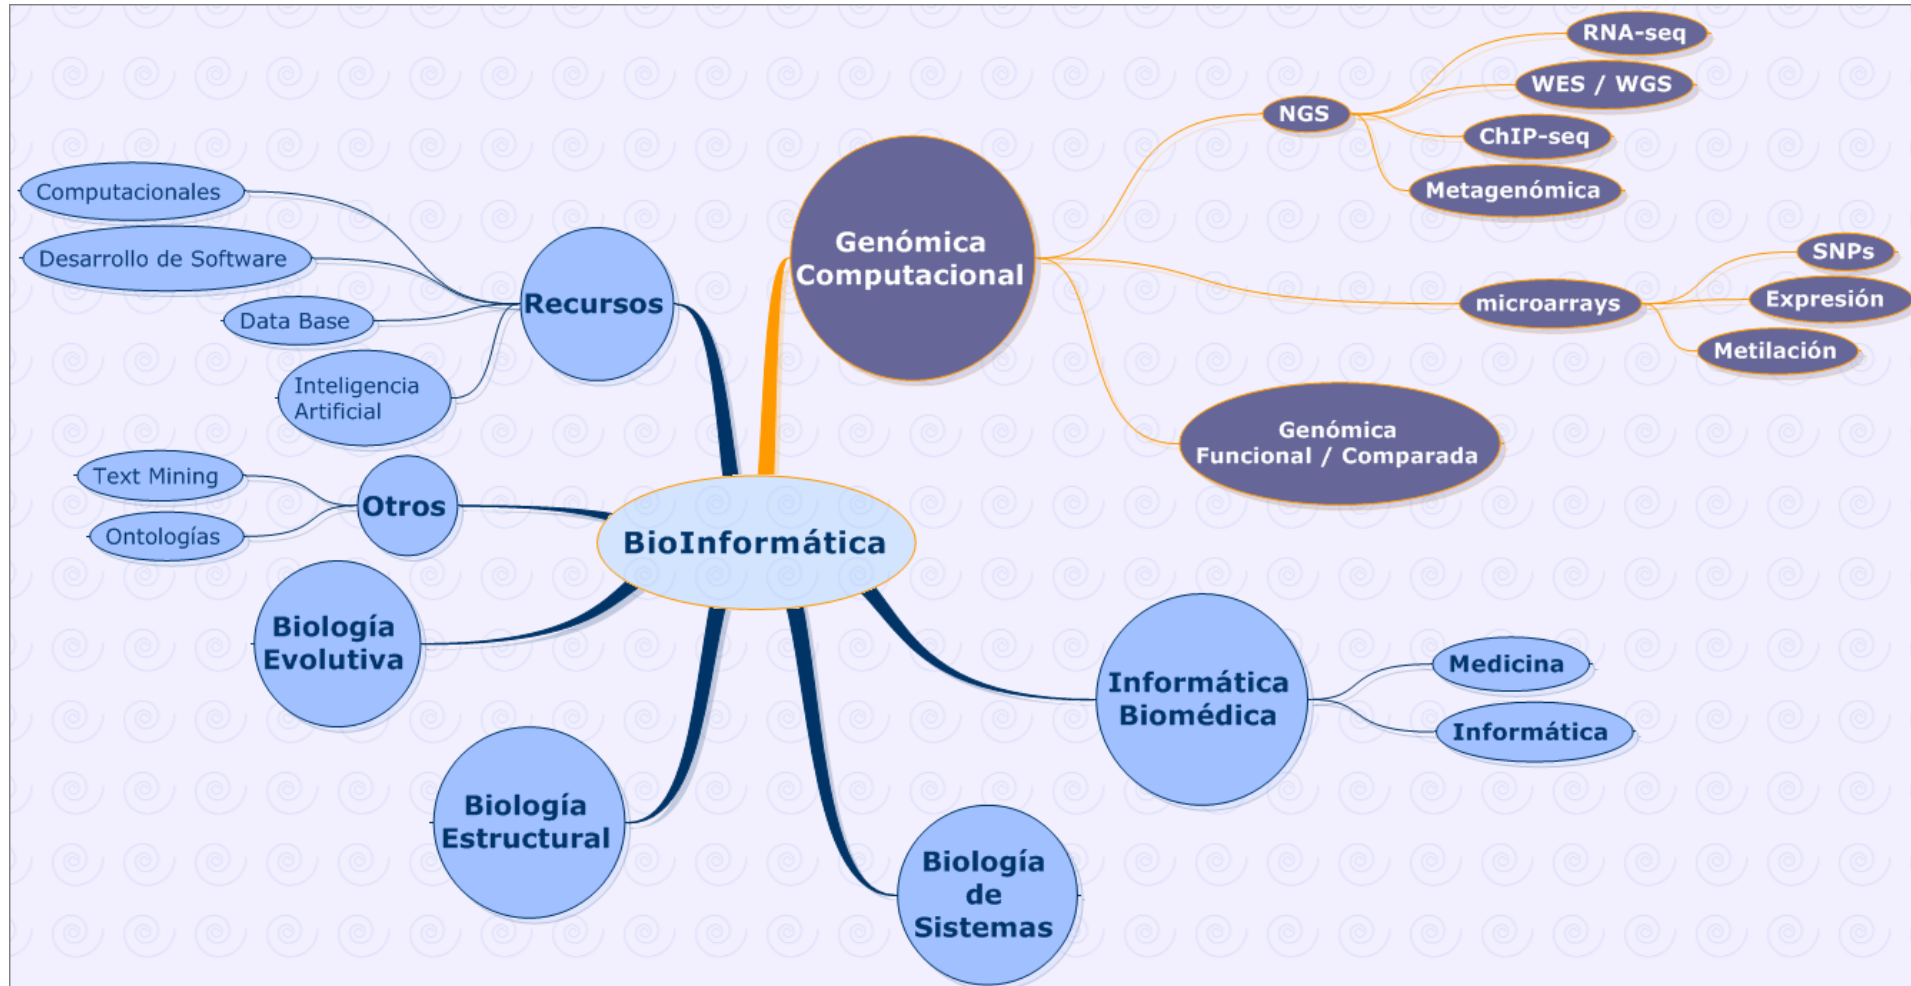 RNA-seq
WES / WGS
NGS
ChIP-seq
Metagenómica
Genómica
Computacional
SNPs
Expresión
microarrays
Metilación
Genómica
Funcional / Comparada
Computacionales
Desarrollo de Software
Recursos
Data Base
Inteligencia
Artificial
Text Mining
Otros
Ontologías
BioInformática
Biología
Evolutiva
Biología
Estructural
Biología
de
Sistemas
Informática
Biomédica
Medicina
Informática